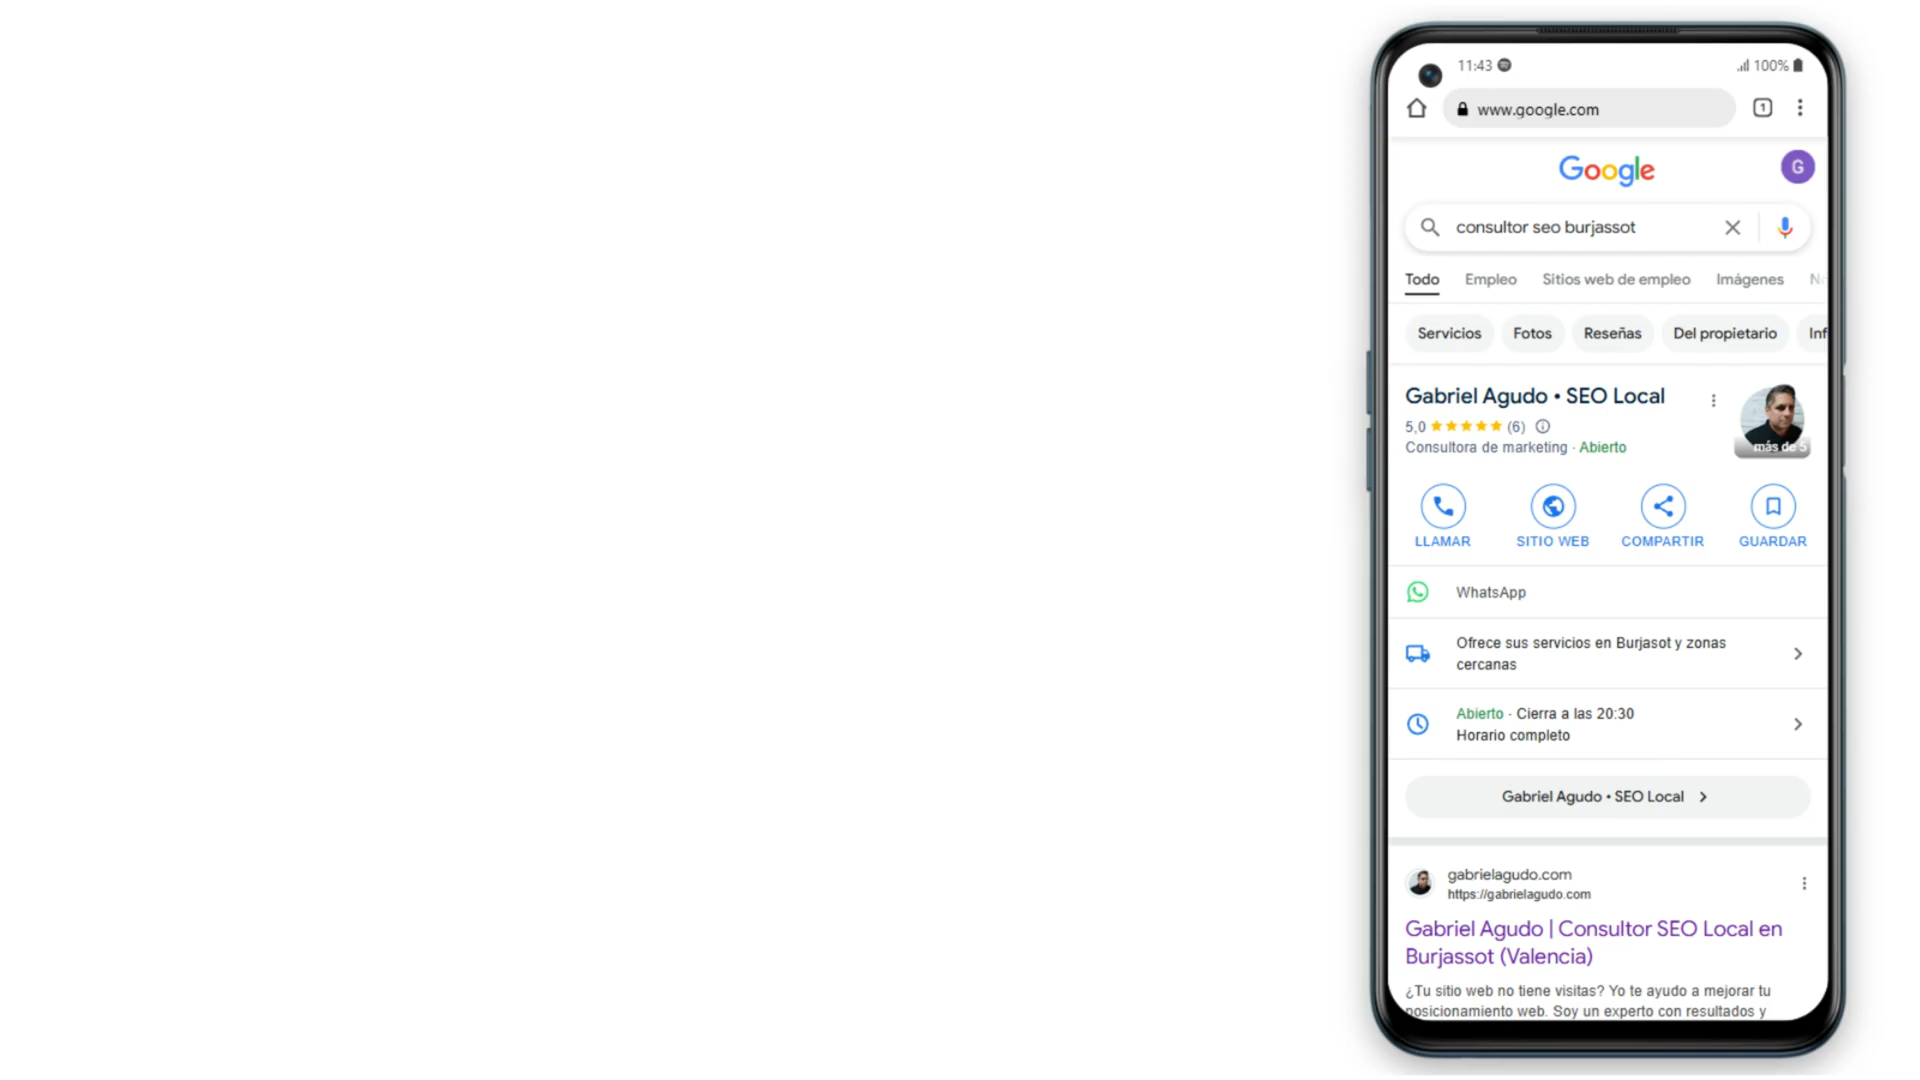 11:43
100%
www.google.com
1
Google
G
consultor seo burjassot
Todo Empleo Sitios web de empleo Imágenes
Servicios Fotos Reseñas Del propietario Inf
Gabriel Agudo • SEO Local
5,0 (6)
más de 5
Consultora de marketing · Abierto
LLAMAR SITIO WEB COMPARTIR GUARDAR
WhatsApp
Ofrece sus servicios en Burjasot y zonas
cercanas
Abierto · Cierra a las 20:30
Horario completo
Gabriel Agudo • SEO Local
gabrielagudo.com
https://gabrielagudo.com
Gabriel Agudo | Consultor SEO Local en
Burjassot (Valencia)
¿Tu sitio web no tiene visitas? Yo te ayudo a mejorar tu
posicionamiento web. Soy un experto con resultados y